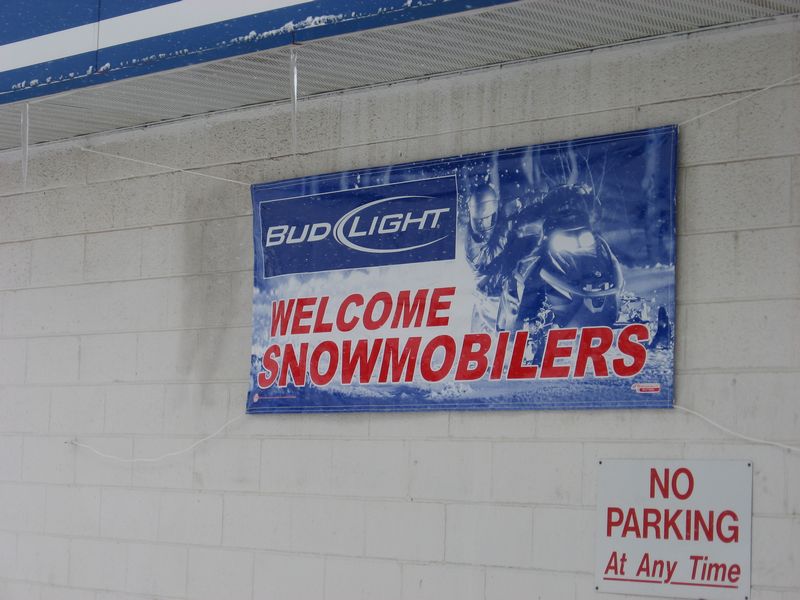 BUD LIGHT
WELCOME
SNOWMOBILERS
NO
PARKING
At Any Time